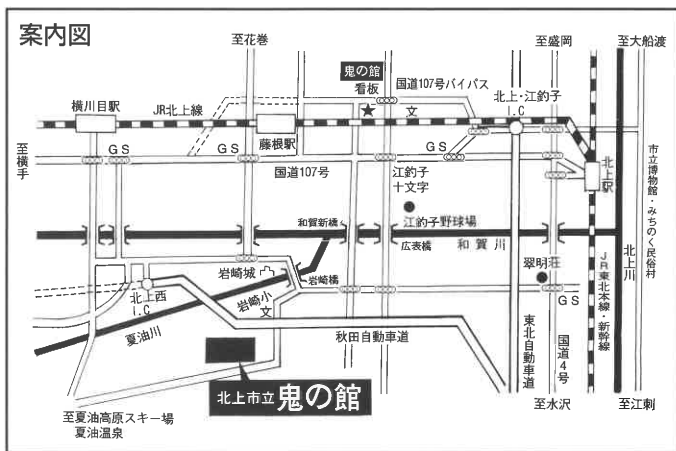 案内図
至花巻
至盛岡
至大船渡
鬼の館
看板
国道107号バイパス
北上・江釣子
I.C
横川目駅
JR北上線
文
藤根駅
至横手
GS
GS
国道107号
江釣子
十文字
GS
北上駅
市立博物館・みちのく民俗村
江釣子野球場
和賀新橋
広表橋
和賀川
北上川
岩崎城
岩崎橋
翠明荘
JR東北本線・新幹線
北上西
I.C
岩崎小
文
GS
夏油川
秋田自動車道
東北自動車道
国道4号
北上市立鬼の館
至夏油高原スキー場
夏油温泉
至水沢
至江刺